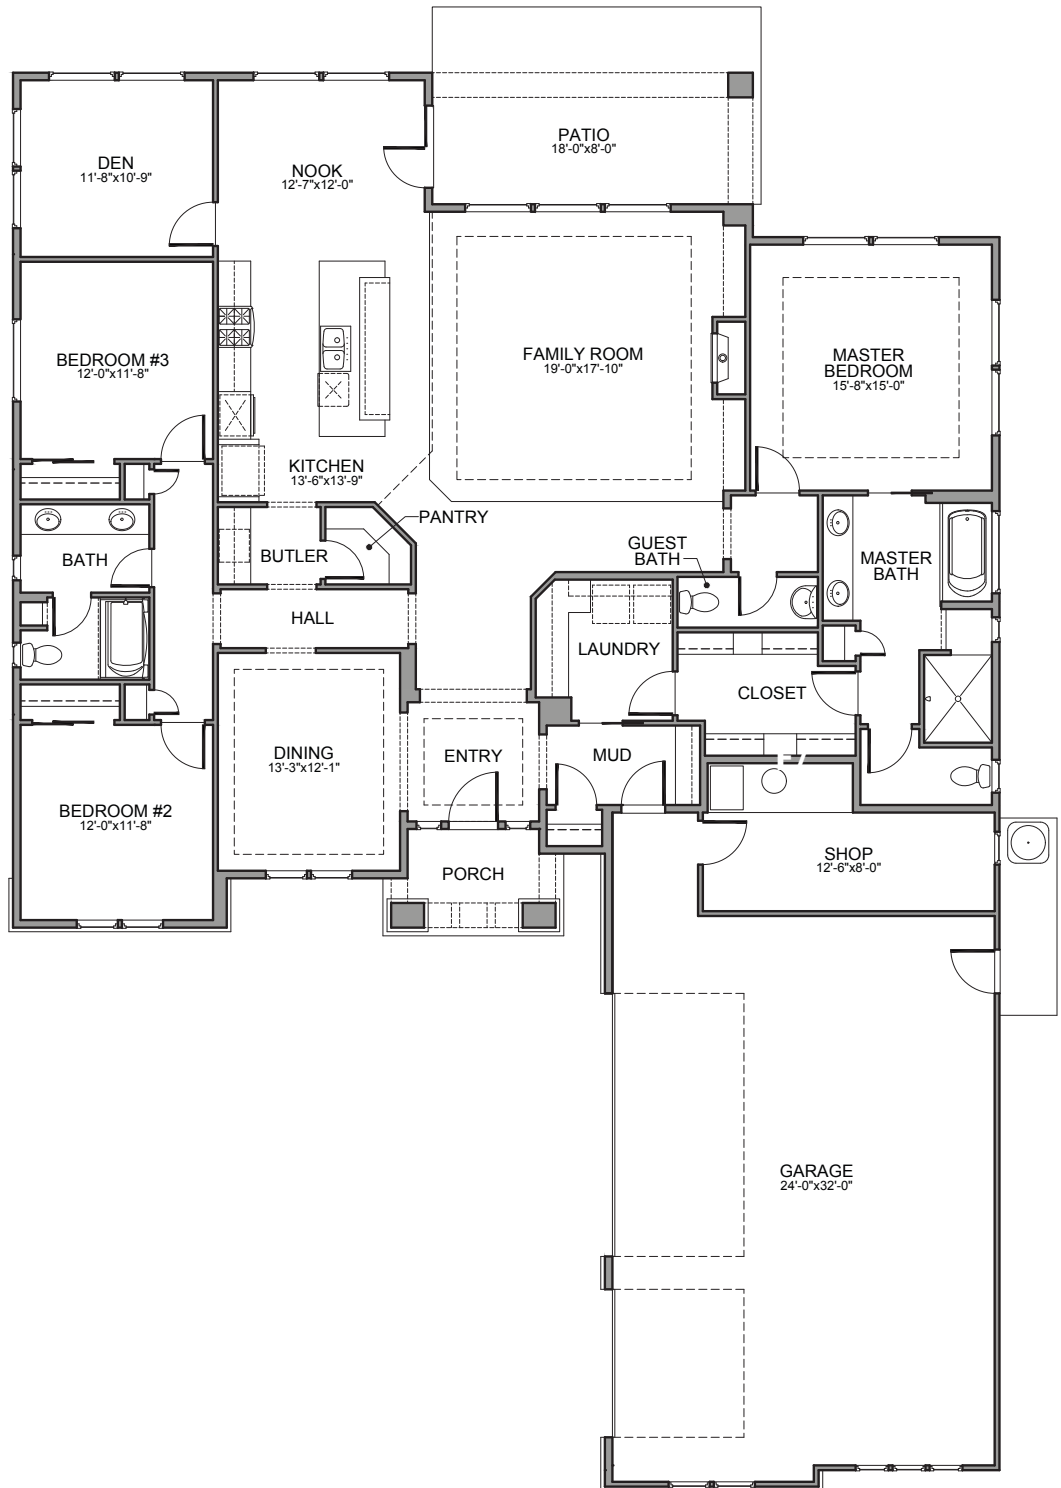 PATIO
18'-0"x8'-0"
DEN
11'-8"x10'-9"
NOOK
12'-7"x12'-0"
BEDROOM #3
12'-0"x11'-8"
FAMILY ROOM
19'-0"x17'-10"
MASTER
BEDROOM
15'-8"x15'-0"
KITCHEN
13'-6"x13'-9"
PANTRY
BUTLER
BATH
GUEST
BATH
MASTER
BATH
HALL
LAUNDRY
CLOSET
DINING
13'-3"x12'-1"
ENTRY
MUD
BEDROOM #2
12'-0"x11'-8"
PORCH
SHOP
12'-6"x8'-0"
GARAGE
24'-0"x32'-0"